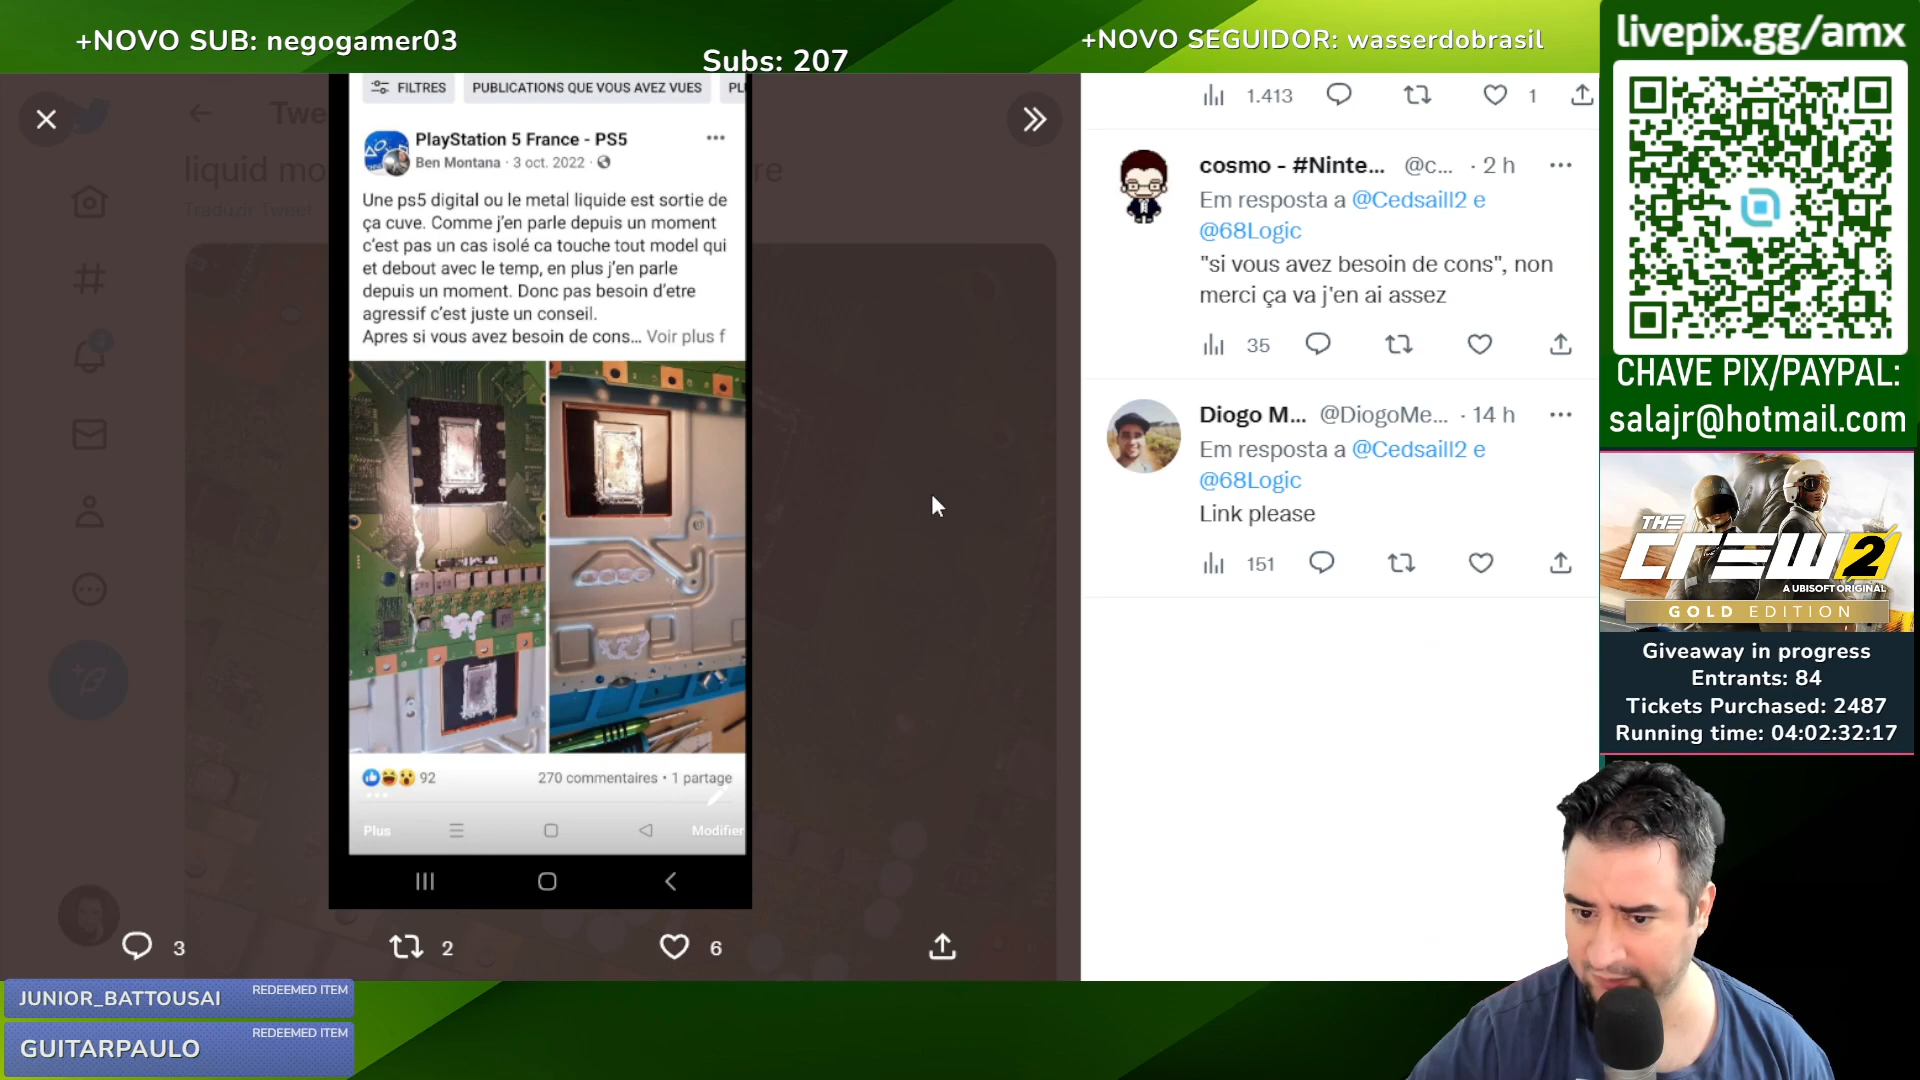 +NOVO SUB: negogamer03
Subs: 207
+NOVO SEGUIDOR: wasserdobrasil
livepix.gg/amx
CHAVE PIX/PAYPAL:
salajr@hotmail.com
THE
CREW 2
A UBISOFT ORIGINAL
GOLD EDITION
Giveaway in progress
Entrants: 84
Tickets Purchased: 2487
Running time: 04:02:32:17
liquid mo
Traduzir Tweet
Twe
re
FILTRES
PUBLICATIONS QUE VOUS AVEZ VUES
PLU
PlayStation 5 France - PS5
Ben Montana · 3 oct. 2022 ·
Une ps5 digital ou le metal liquide est sortie de
ça cuve. Comme j'en parle depuis un moment
c'est pas un cas isolé ca touche tout model qui
et debout avec le temp, en plus j'en parle
depuis un moment. Donc pas besoin d'etre
agressif c'est juste un conseil.
Apres si vous avez besoin de cons... Voir plus f
92
270 commentaires • 1 partage
Plus
Modifier
3
2
6
1.413
1
cosmo - #Ninte... @c... · 2 h
Em resposta a @Cedsaill2 e
@68Logic
"si vous avez besoin de cons", non
merci ça va j'en ai assez
35
Diogo M... @DiogoMe... · 14 h
Em resposta a @Cedsaill2 e
@68Logic
Link please
151
JUNIOR_BATTOUSAI
REDEEMED ITEM
GUITARPAULO
REDEEMED ITEM